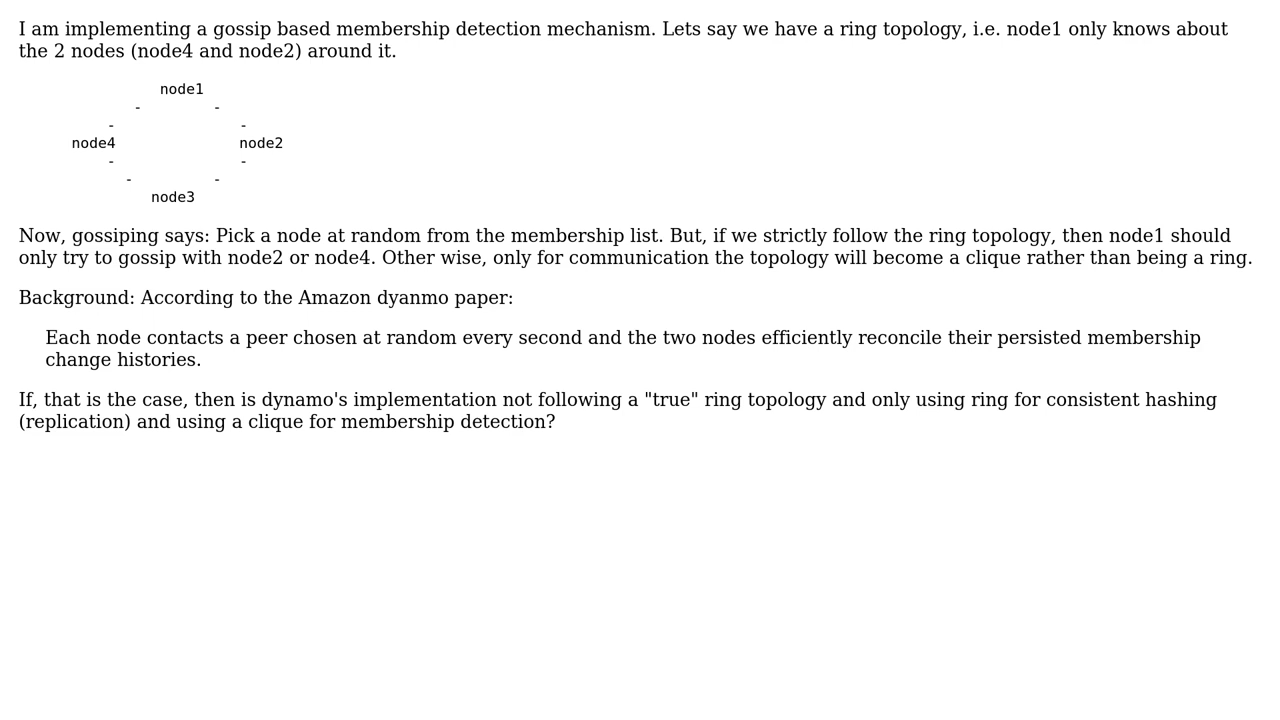 I am implementing a gossip based membership detection mechanism. Lets say we have a ring topology, i.e. node1 only knows about
the 2 nodes (node4 and node2) around it.
node1
- -
- -
node4 node2
- -
- -
node3
Now, gossiping says: Pick a node at random from the membership list. But, if we strictly follow the ring topology, then node1 should
only try to gossip with node2 or node4. Other wise, only for communication the topology will become a clique rather than being a ring.
Background: According to the Amazon dyanmo paper:
Each node contacts a peer chosen at random every second and the two nodes efficiently reconcile their persisted membership
change histories.
If, that is the case, then is dynamo's implementation not following a "true" ring topology and only using ring for consistent hashing
(replication) and using a clique for membership detection?